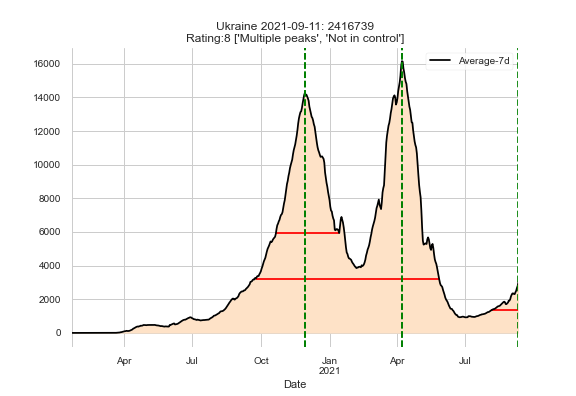 Ukraine 2021-09-11: 2416739
Rating:8 ['Multiple peaks', 'Not in control']
Average-7d
16000
14000
12000
10000
8000
6000
4000
2000
0
Apr
Jul
Oct
Jan
2021
Apr
Jul
Date